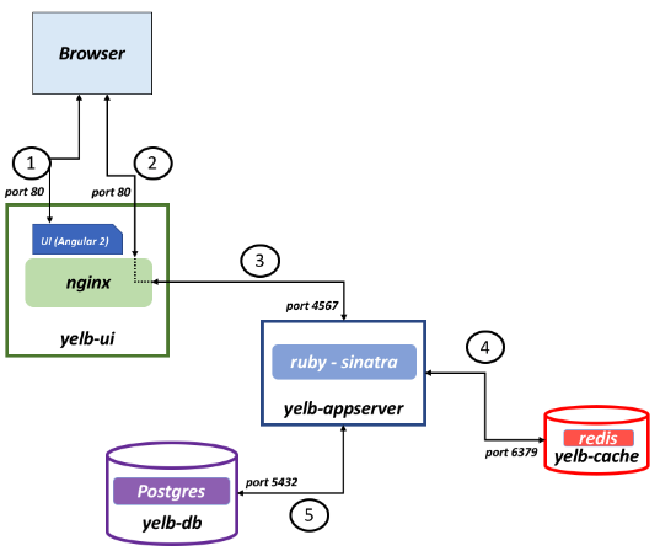 Browser
1
2
port 80
port 80
UI (Angular 2)
nginx
yelb-ui
3
port 4567
ruby - sinatra
yelb-appserver
4
port 6379
redis
yelb-cache
port 5432
Postgres
yelb-db
5